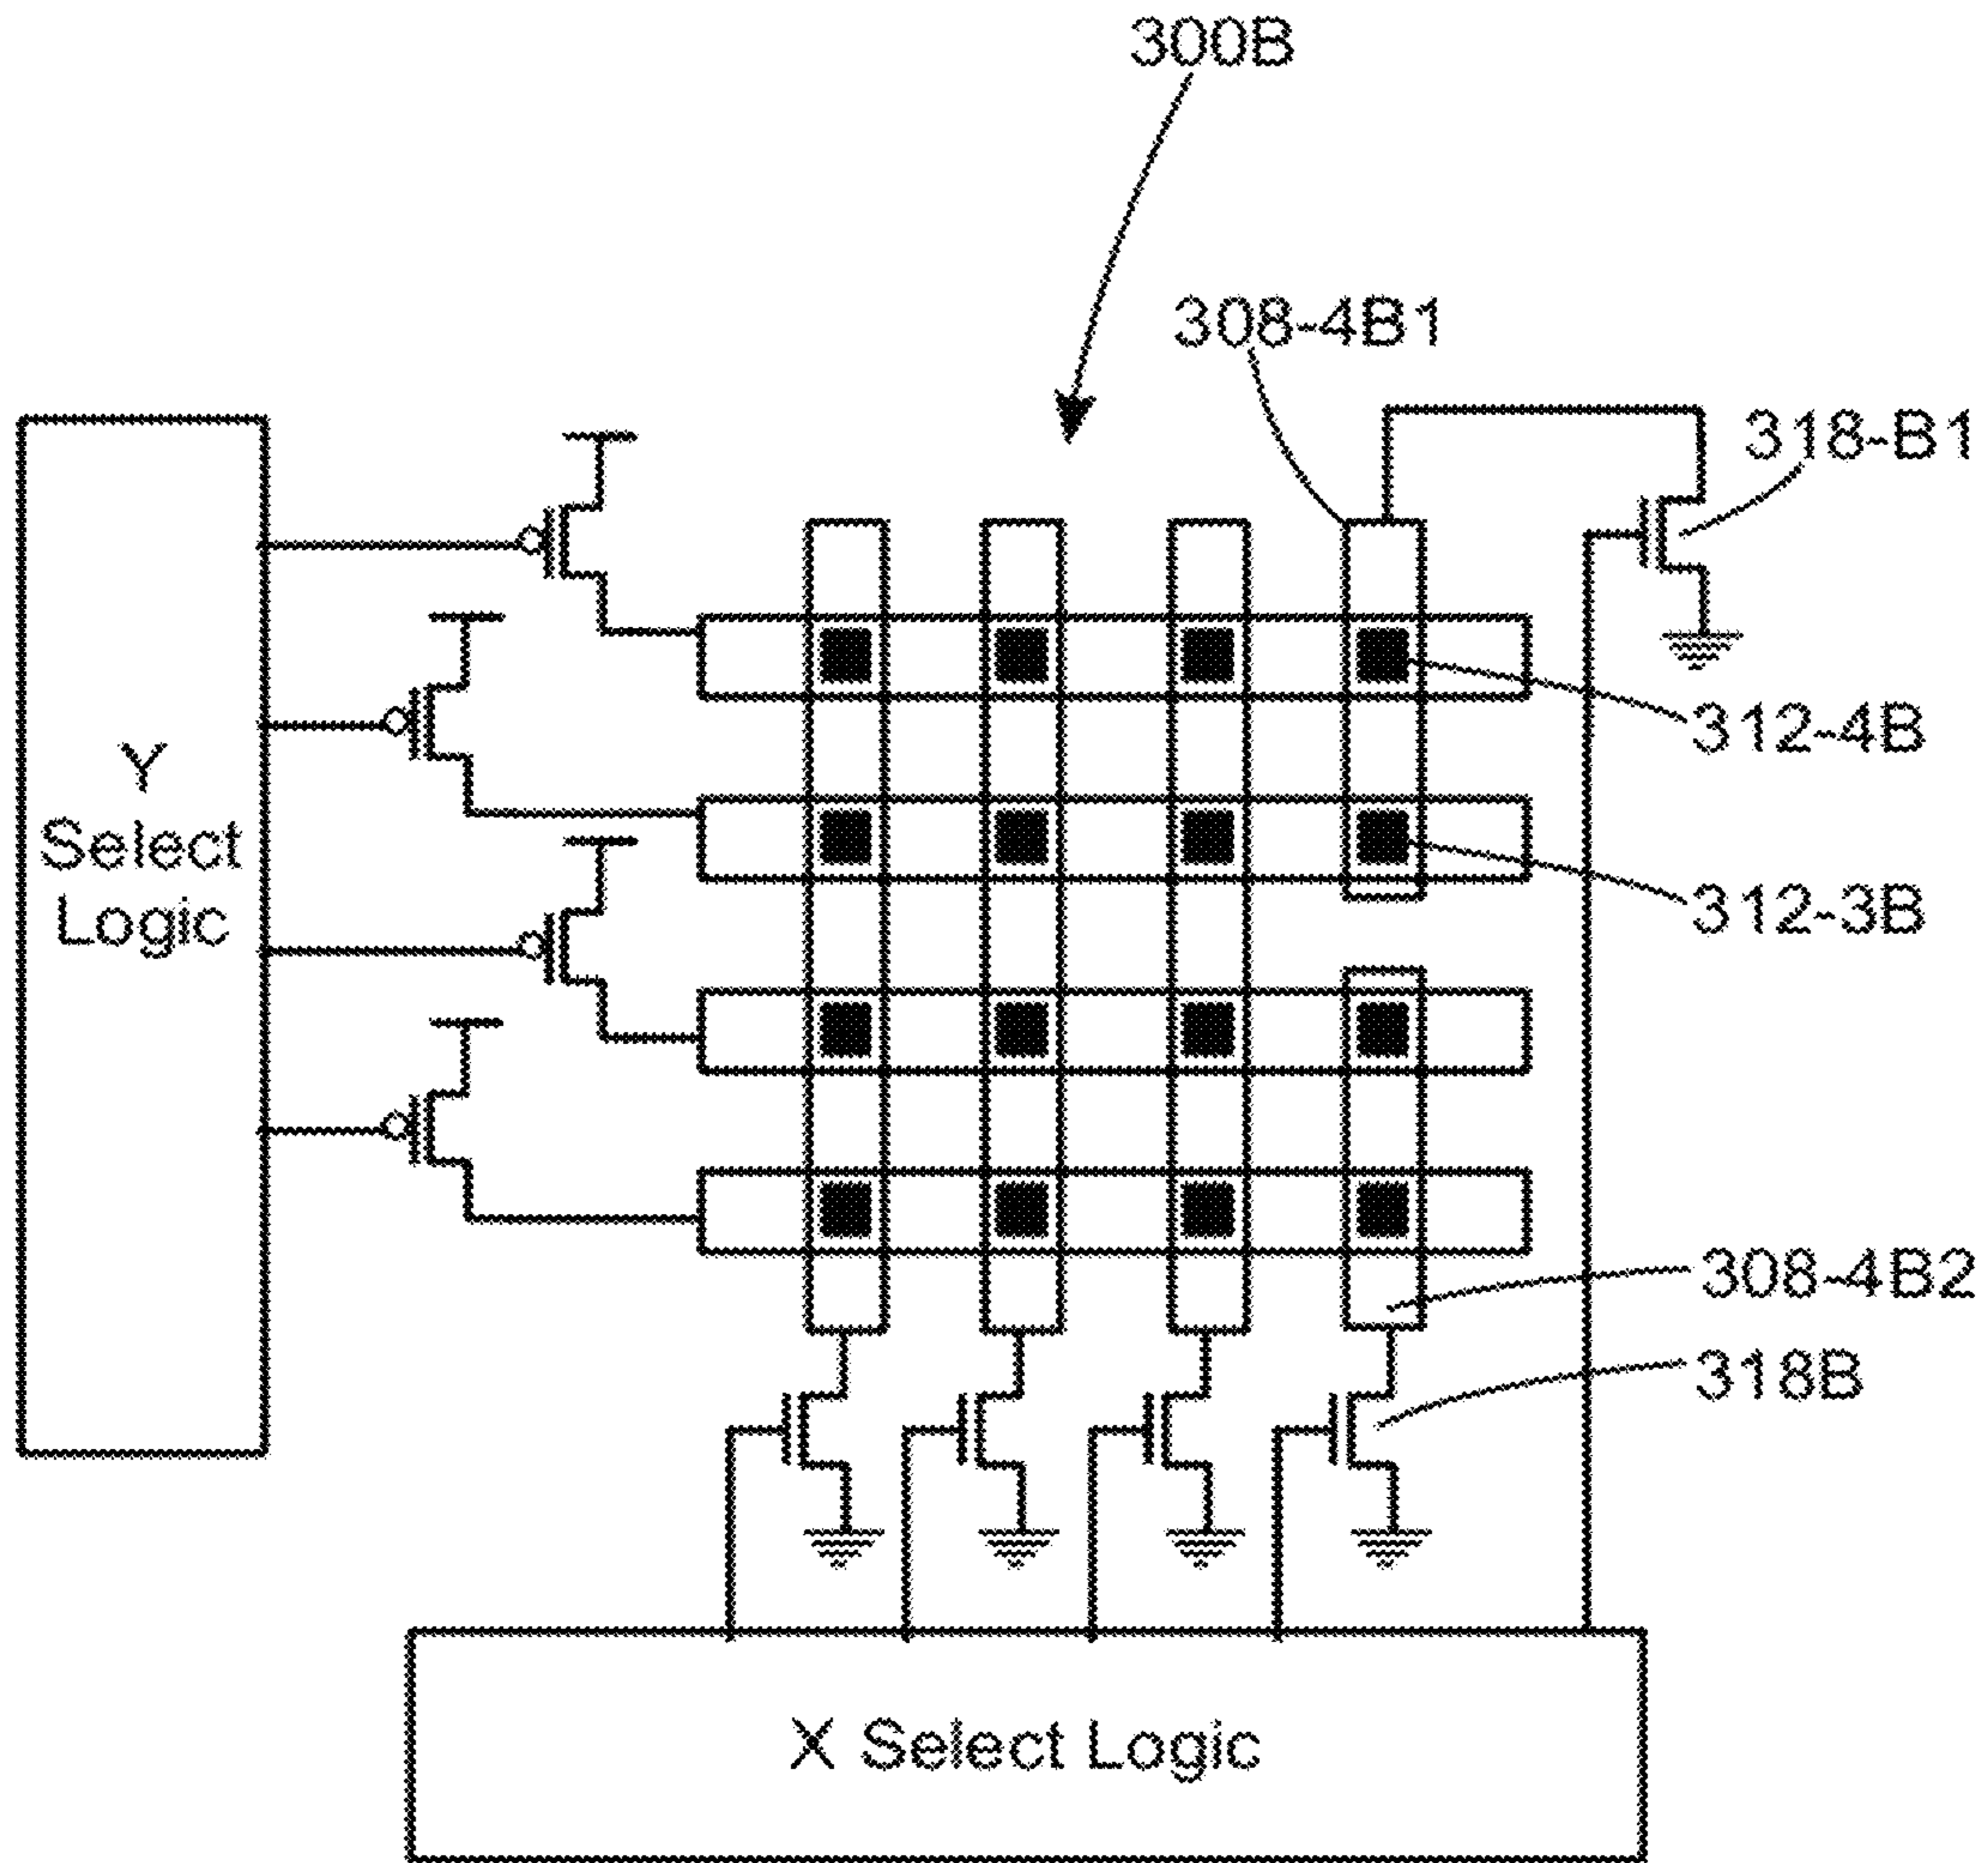 300B
308-4B1
318-B1
312-4B
Y
Select
Logic
312-3B
308-4B2
318B
X Select Logic